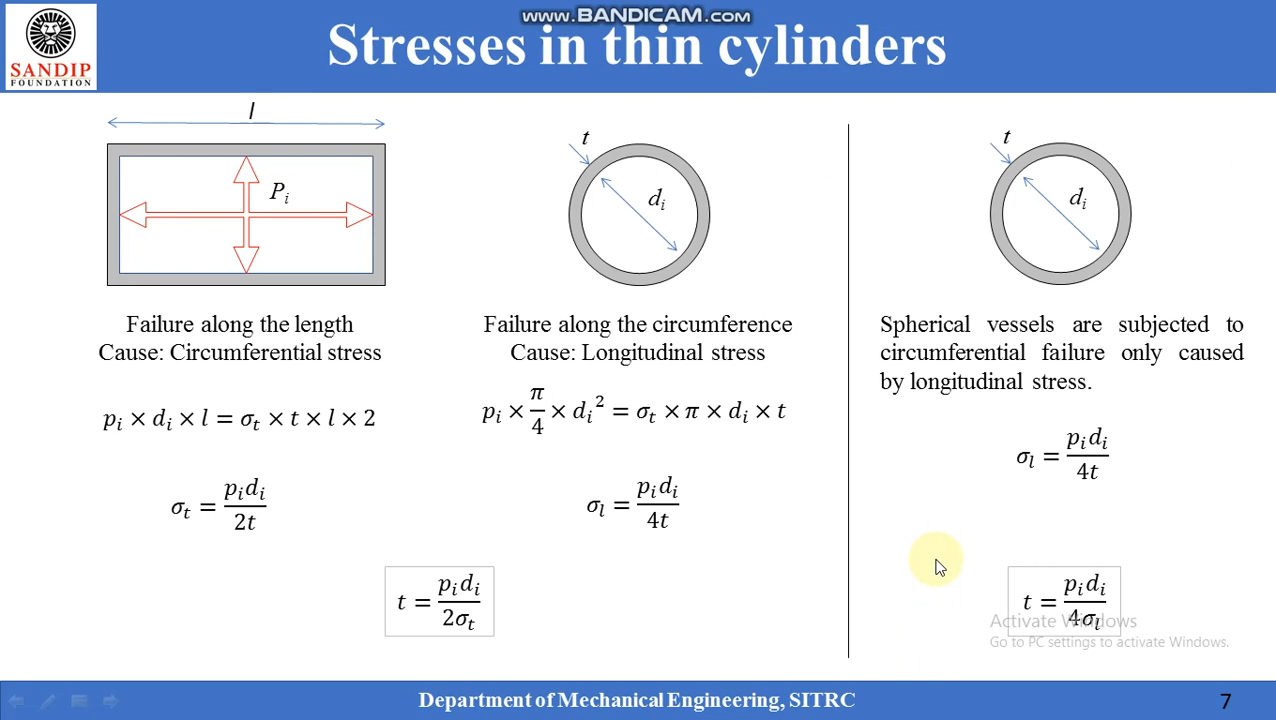 www.BANDICAM.com
Stresses in thin cylinders
SANDIP
FOUNDATION
l
P_i
t
d_i
t
d_i
Failure along the length
Cause: Circumferential stress
p_i × d_i × l = σ_t × t × l × 2
σ_t = p_i d_i / 2t
Failure along the circumference
Cause: Longitudinal stress
p_i × π/4 × d_i² = σ_t × π × d_i × t
σ_l = p_i d_i / 4t
t = p_i d_i / 2σ_t
Spherical vessels are subjected to
circumferential failure only caused
by longitudinal stress.
σ_l = p_i d_i / 4t
t = p_i d_i / 4σ_l
Activate Windows
Go to PC settings to activate Windows.
Department of Mechanical Engineering, SITRC
7